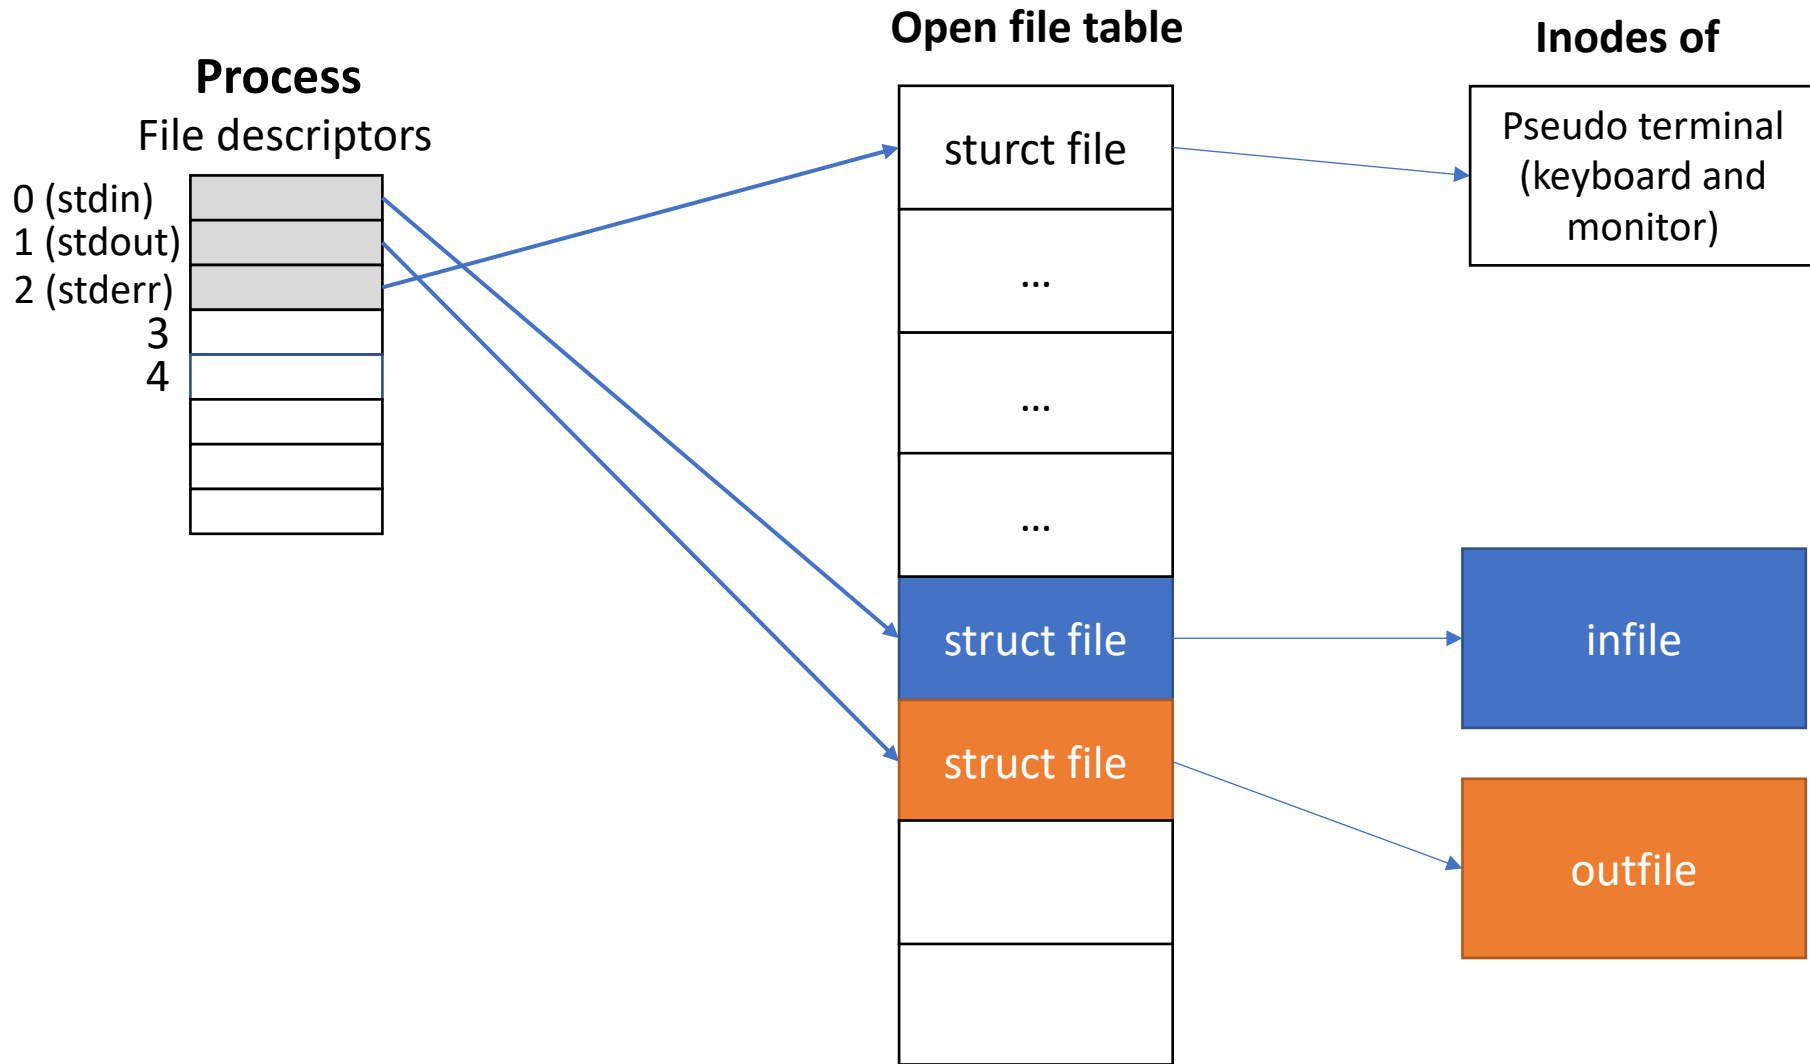 Process
File descriptors
0 (stdin)
1 (stdout)
2 (stderr)
3
4
Open file table
sturct file
...
...
...
struct file
struct file
Inodes of
Pseudo terminal
(keyboard and
monitor)
infile
outfile